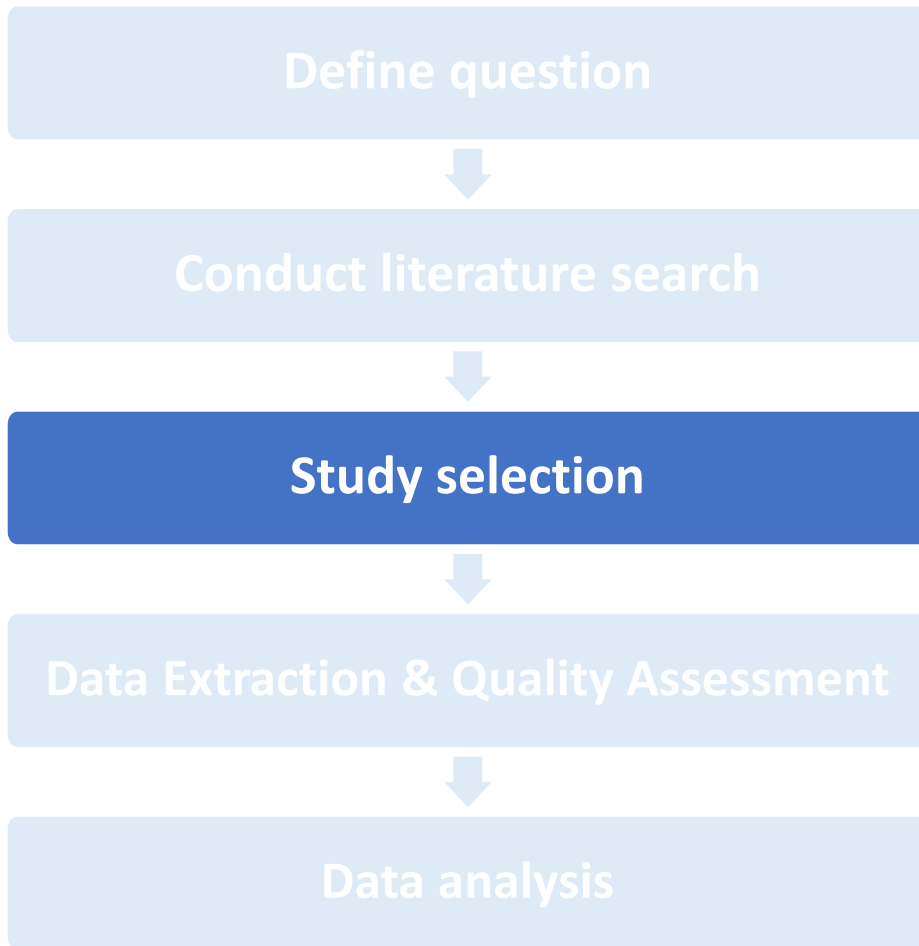 Define question
Conduct literature search
Study selection
Data Extraction & Quality Assessment
Data analysis